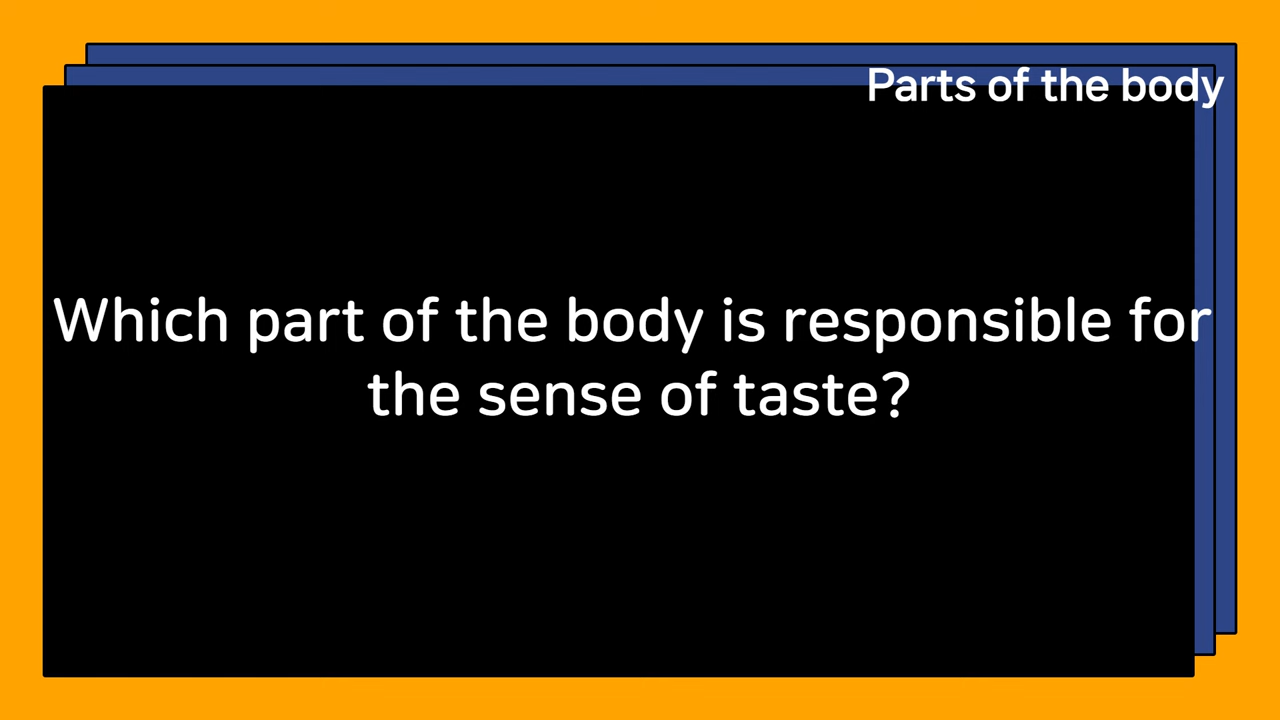 Parts of the body
Which part of the body is responsible for
the sense of taste?